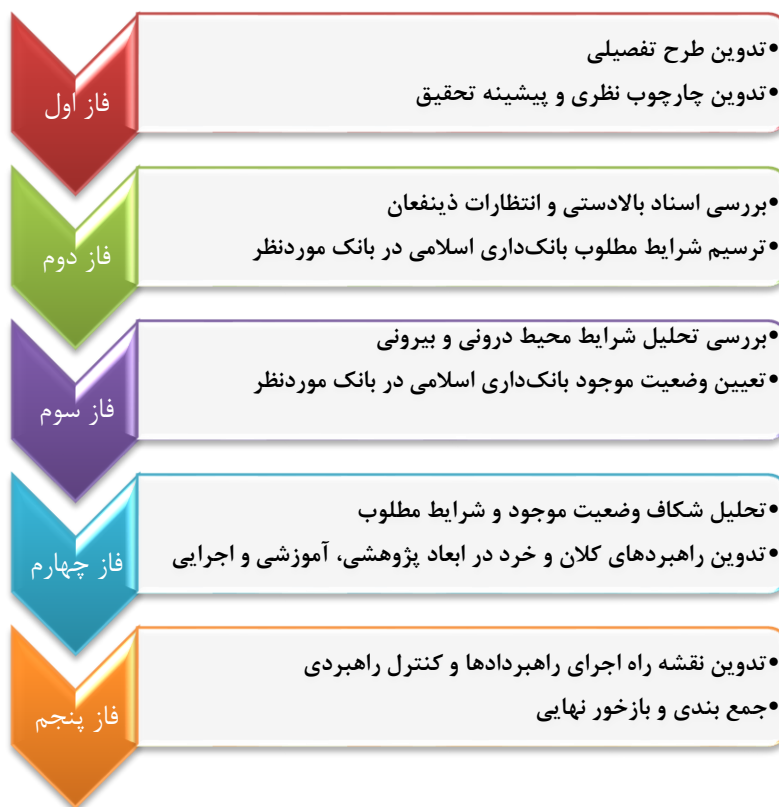 فاز اول
•تدوین طرح تفصیلی
•تدوین چارچوب نظری و پیشینه تحقیق
فاز دوم
•بررسی اسناد بالادستی و انتظارات ذینفعان
•ترسیم شرایط مطلوب بانک‌داری اسلامی در بانک موردنظر
فاز سوم
•بررسی تحلیل شرایط محیط درونی و بیرونی
•تعیین وضعیت موجود بانک‌داری اسلامی در بانک موردنظر
فاز چهارم
•تحلیل شکاف وضعیت موجود و شرایط مطلوب
•تدوین راهبردهای کلان و خرد در ابعاد پژوهشی، آموزشی و اجرایی
فاز پنجم
•تدوین نقشه راه اجرای راهبردادها و کنترل راهبردی
•جمع بندی و بازخور نهایی